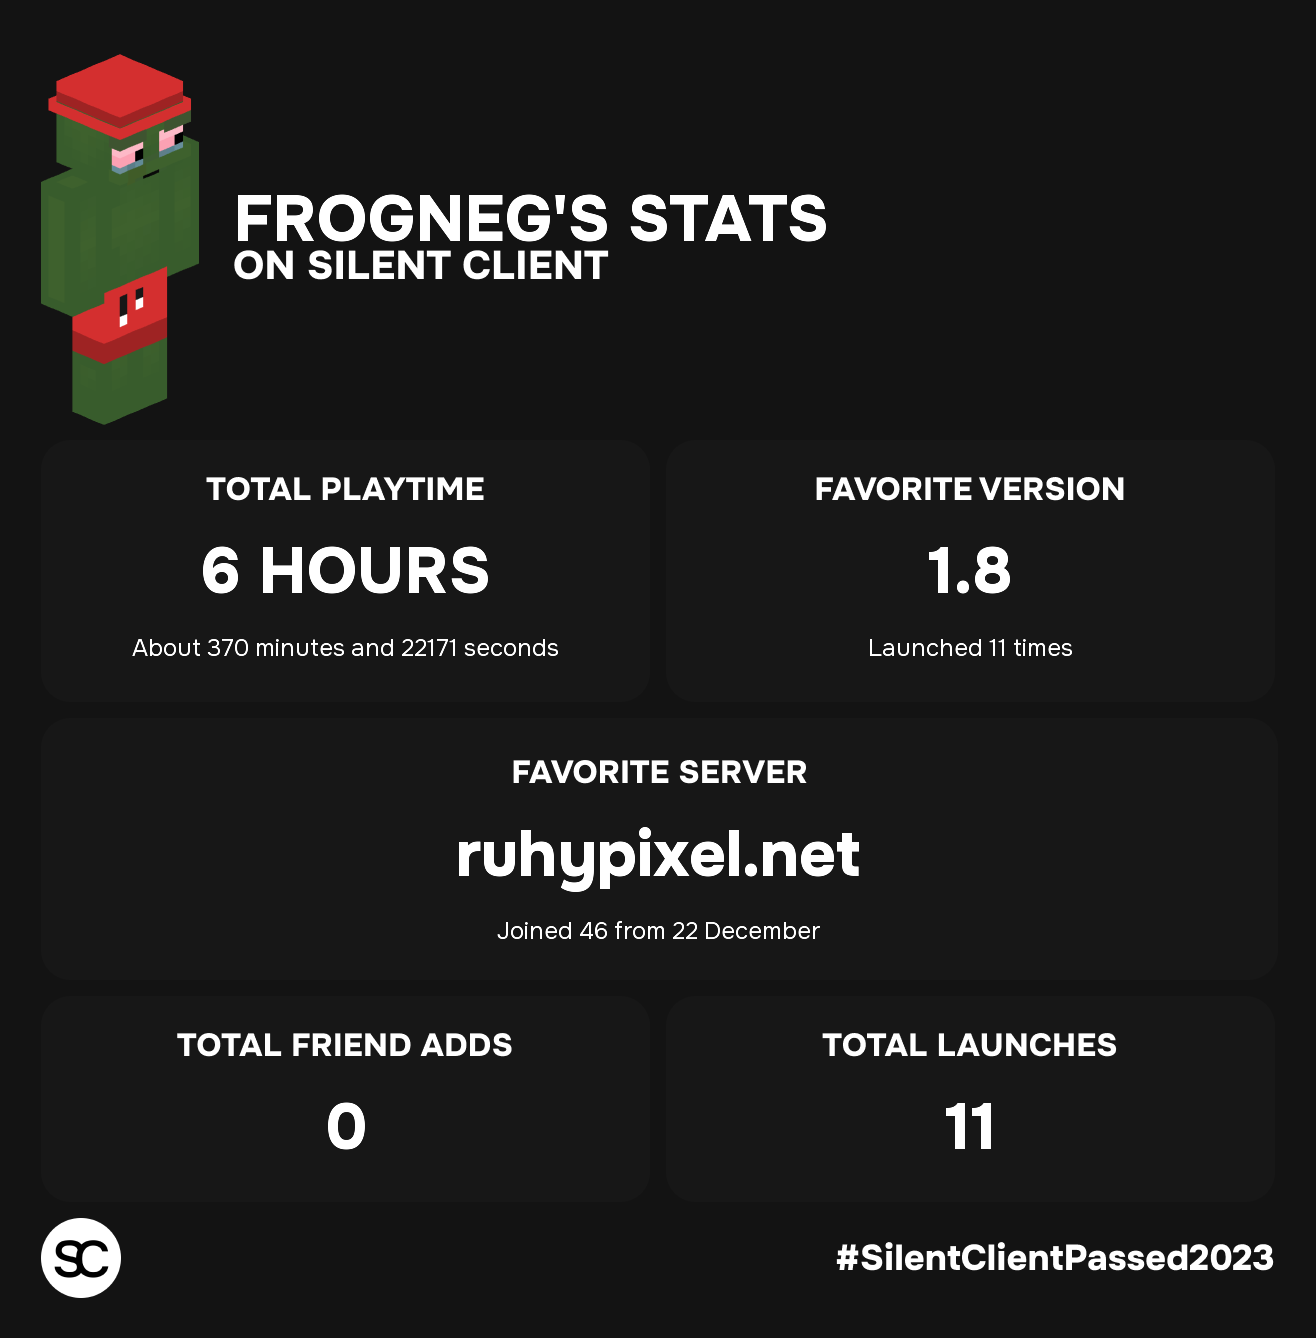 FROGNEG'S STATS
ON SILENT CLIENT
TOTAL PLAYTIME
6 HOURS
About 370 minutes and 22171 seconds
FAVORITE VERSION
1.8
Launched 11 times
FAVORITE SERVER
ruhypixel.net
Joined 46 from 22 December
TOTAL FRIEND ADDS
0
TOTAL LAUNCHES
11
SC
#SilentClientPassed2023